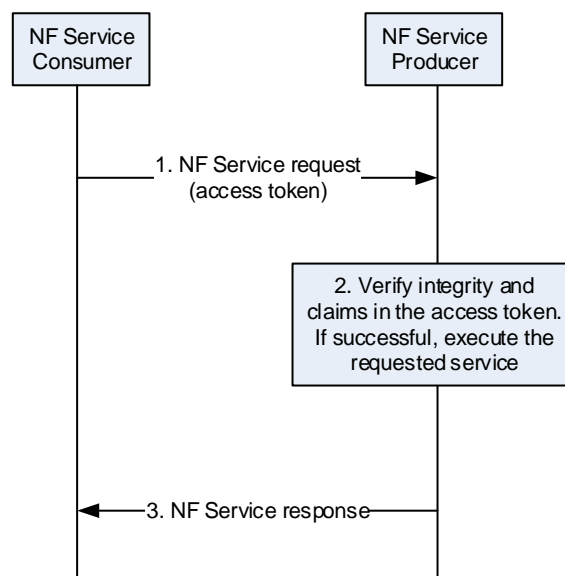 NF Service
Consumer
NF Service
Producer
1. NF Service request
(access token)
2. Verify integrity and
claims in the access token.
If successful, execute the
requested service
3. NF Service response